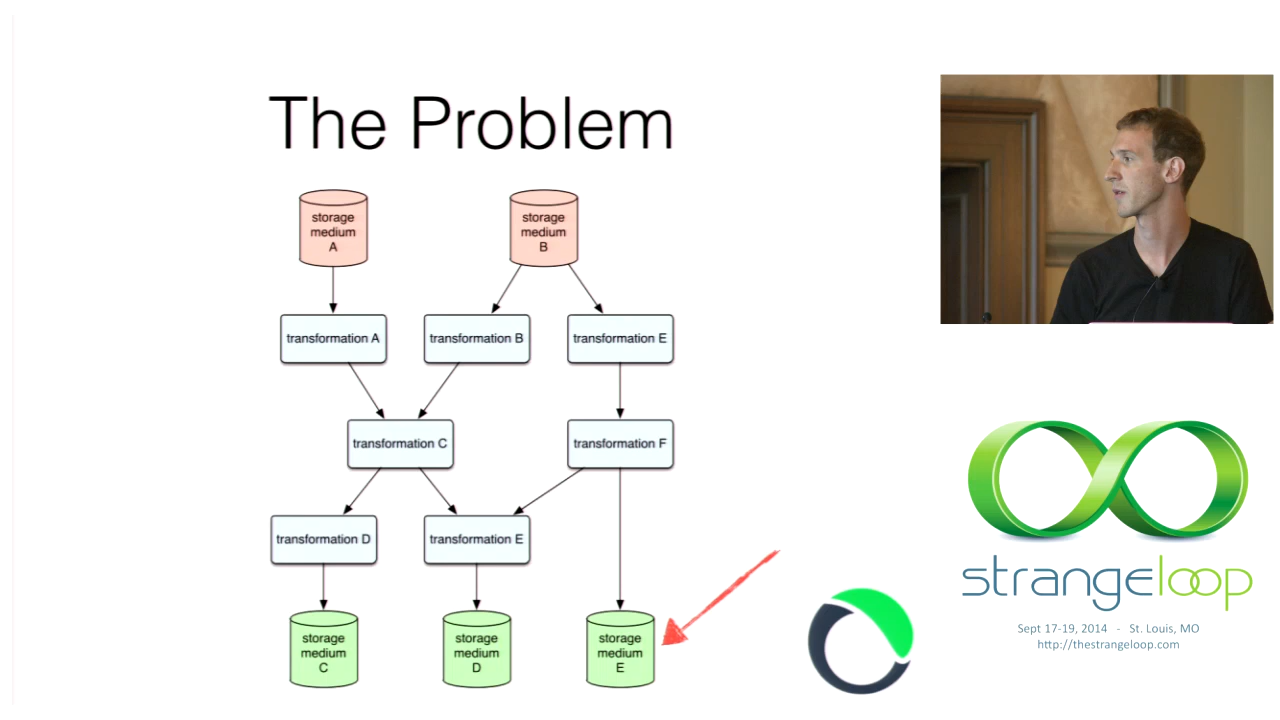 The Problem
storage
medium
A
storage
medium
B
transformation A
transformation B
transformation E
transformation C
transformation F
transformation D
transformation E
storage
medium
C
storage
medium
D
storage
medium
E
strangeloop
Sept 17-19, 2014 - St. Louis, MO
http://thestrangeloop.com